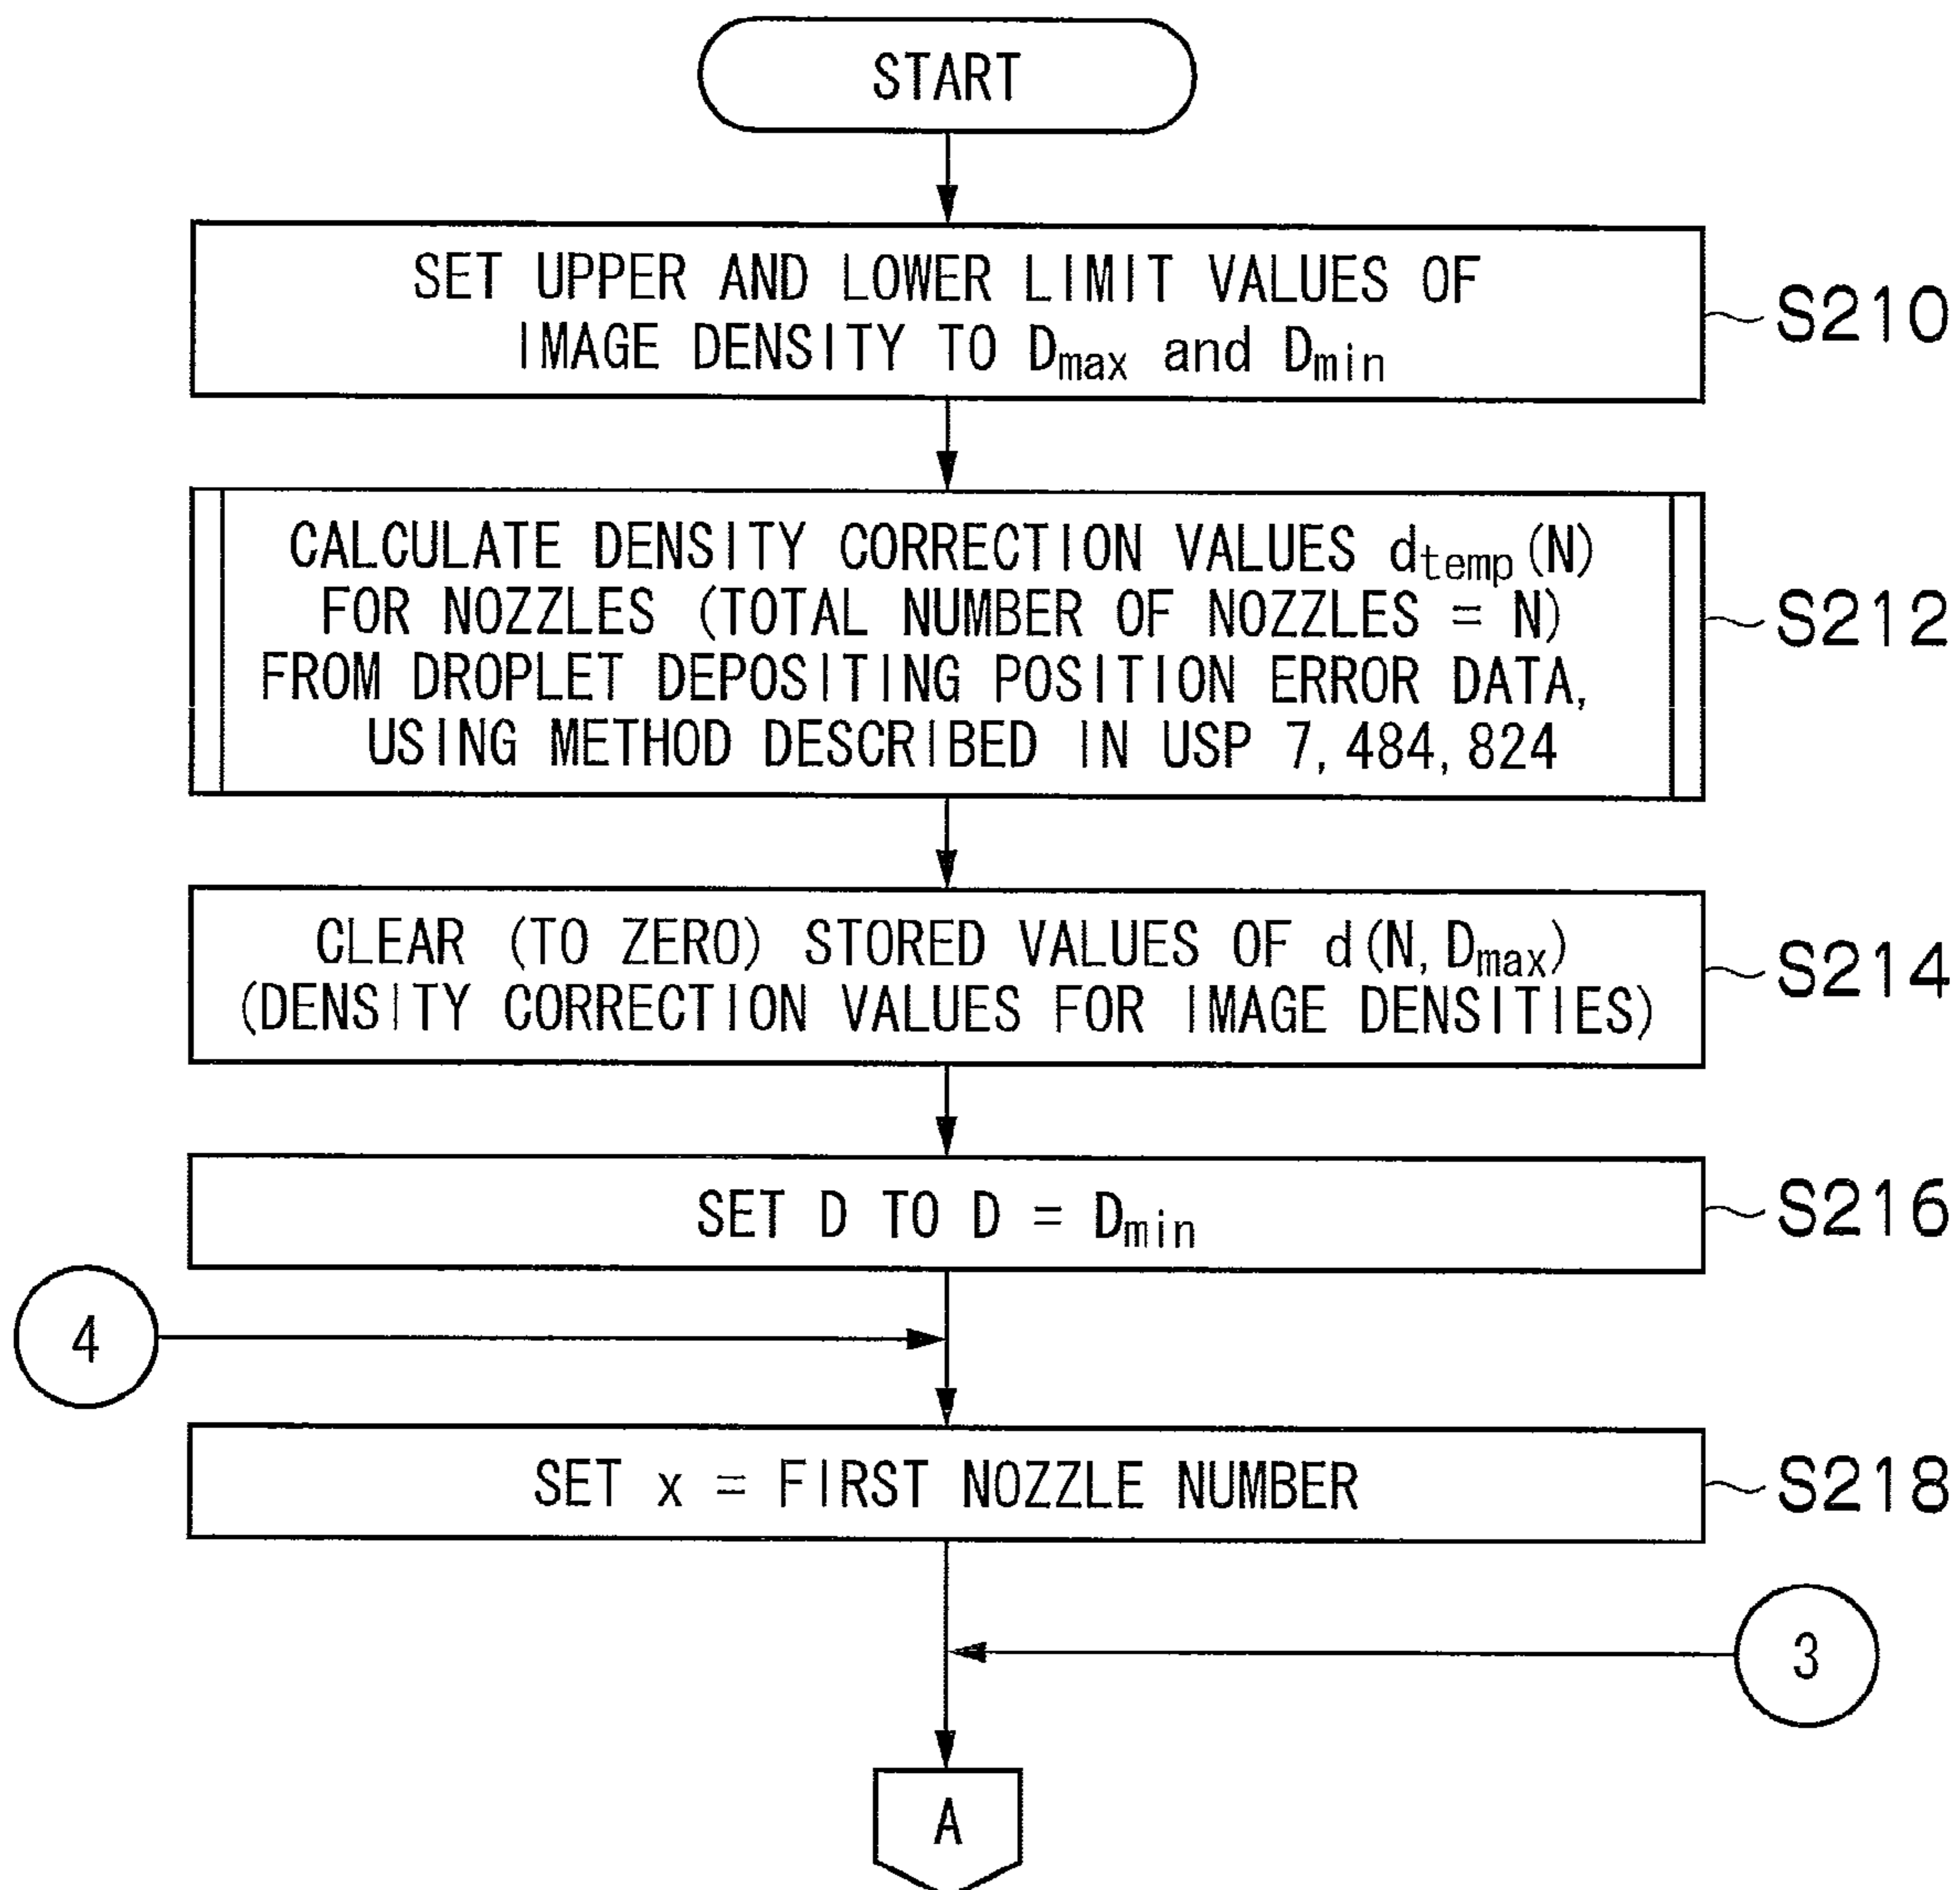 START
SET UPPER AND LOWER LIMIT VALUES OF
IMAGE DENSITY TO Dmax and Dmin
S210
CALCULATE DENSITY CORRECTION VALUES dtemp(N)
FOR NOZZLES (TOTAL NUMBER OF NOZZLES = N)
FROM DROPLET DEPOSITING POSITION ERROR DATA,
USING METHOD DESCRIBED IN USP 7,484,824
S212
CLEAR (TO ZERO) STORED VALUES OF d(N,Dmax)
(DENSITY CORRECTION VALUES FOR IMAGE DENSITIES)
S214
SET D TO D = Dmin
S216
4
SET x = FIRST NOZZLE NUMBER
S218
3
A